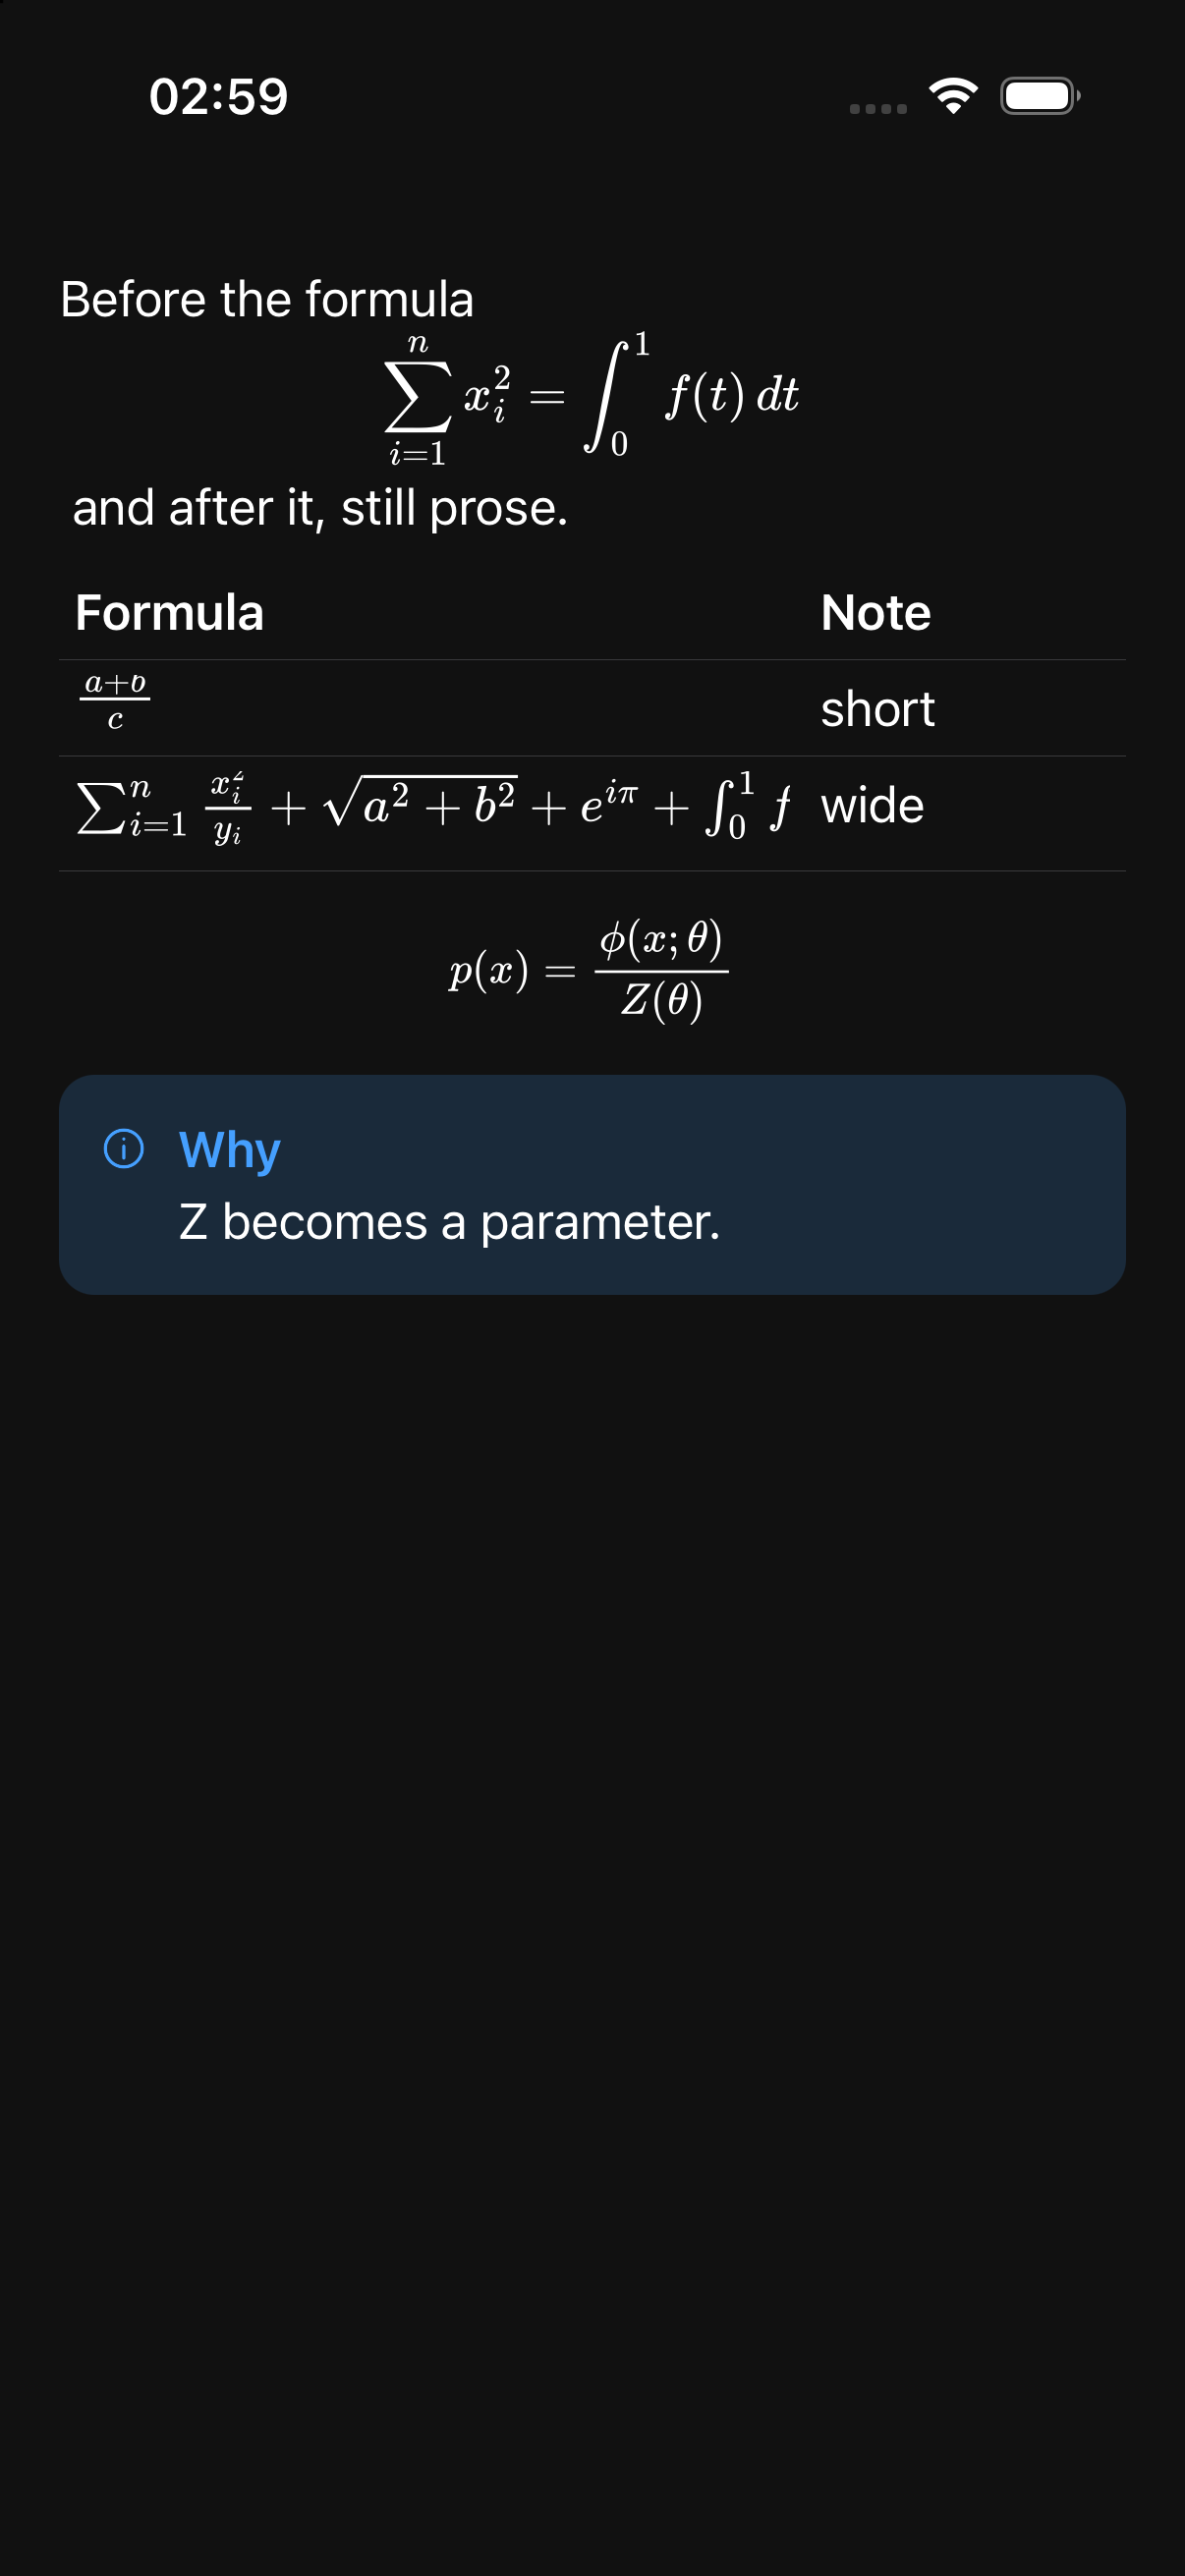 02:59
Before the formula
∑_{i=1}^{n} x_i^2 = ∫_0^1 f(t) dt
and after it, still prose.
Formula Note
(a+b)/c short
∑_{i=1}^{n} x_i^2/y_i + √(a^2 + b^2) + e^{iπ} + ∫_0^1 f wide
p(x) = ϕ(x; θ)/Z(θ)
Why
Z becomes a parameter.